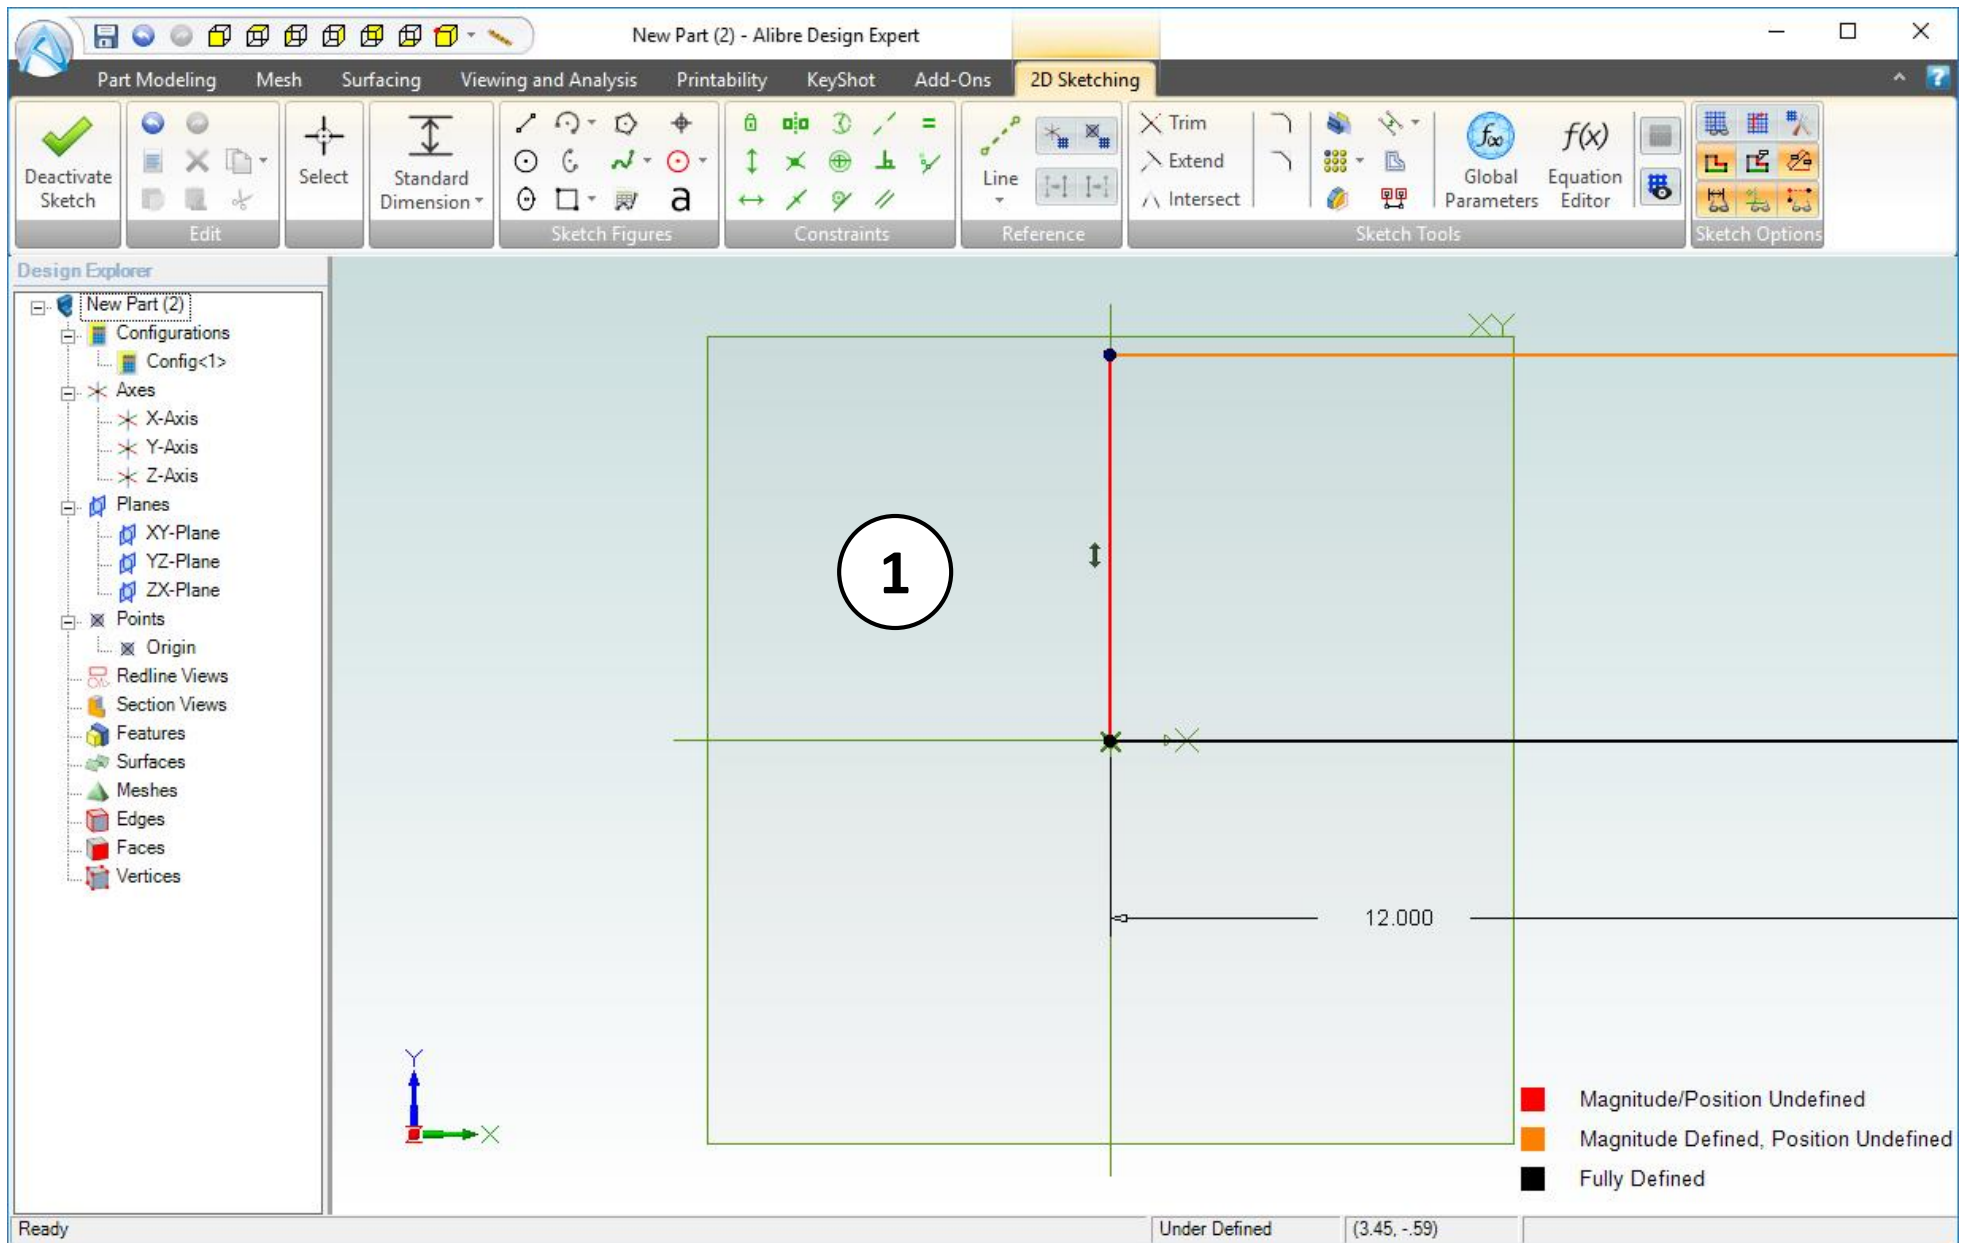 New Part (2) - Alibre Design Expert
Part Modeling Mesh Surfacing Viewing and Analysis Printability KeyShot Add-Ons 2D Sketching
Deactivate Sketch
Edit
Select
Standard Dimension
a
Sketch Figures
Constraints
Line
Reference
Trim
Extend
Intersect
Sketch Tools
f∞
Global Parameters
f(x)
Equation Editor
Sketch Options
Design Explorer
New Part (2)
Configurations
Config<1>
Axes
X-Axis
Y-Axis
Z-Axis
Planes
XY-Plane
YZ-Plane
ZX-Plane
Points
Origin
Redline Views
Section Views
Features
Surfaces
Meshes
Edges
Faces
Vertices
XY
1
X
12.000
Y
X
Magnitude/Position Undefined
Magnitude Defined, Position Undefined
Fully Defined
Ready
Under Defined
(3.45, -.59)